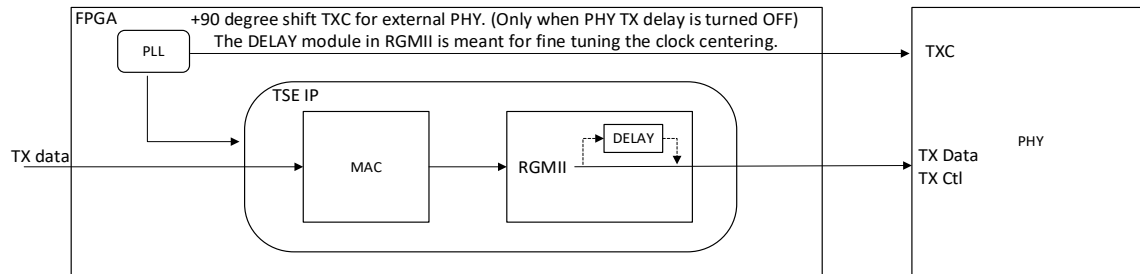 FPGA
+90 degree shift TXC for external PHY. (Only when PHY TX delay is turned OFF)
The DELAY module in RGMII is meant for fine tuning the clock centering.
PLL
TXC
TSE IP
DELAY
PHY
TX data
MAC
RGMII
TX Data
TX Ctl